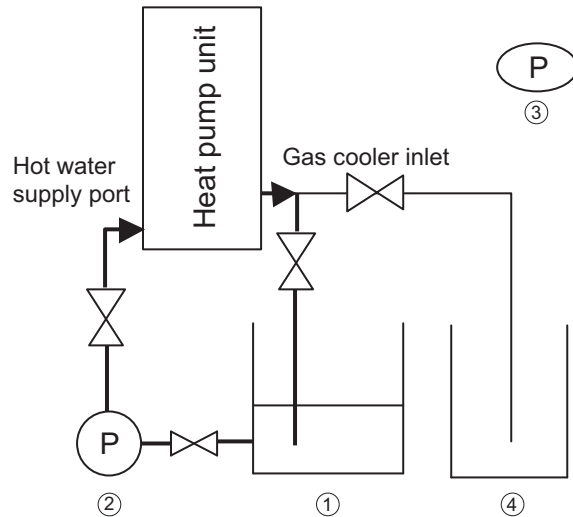 Heat pump unit
P
③
Hot water
supply port
Gas cooler inlet
P
②
①
④